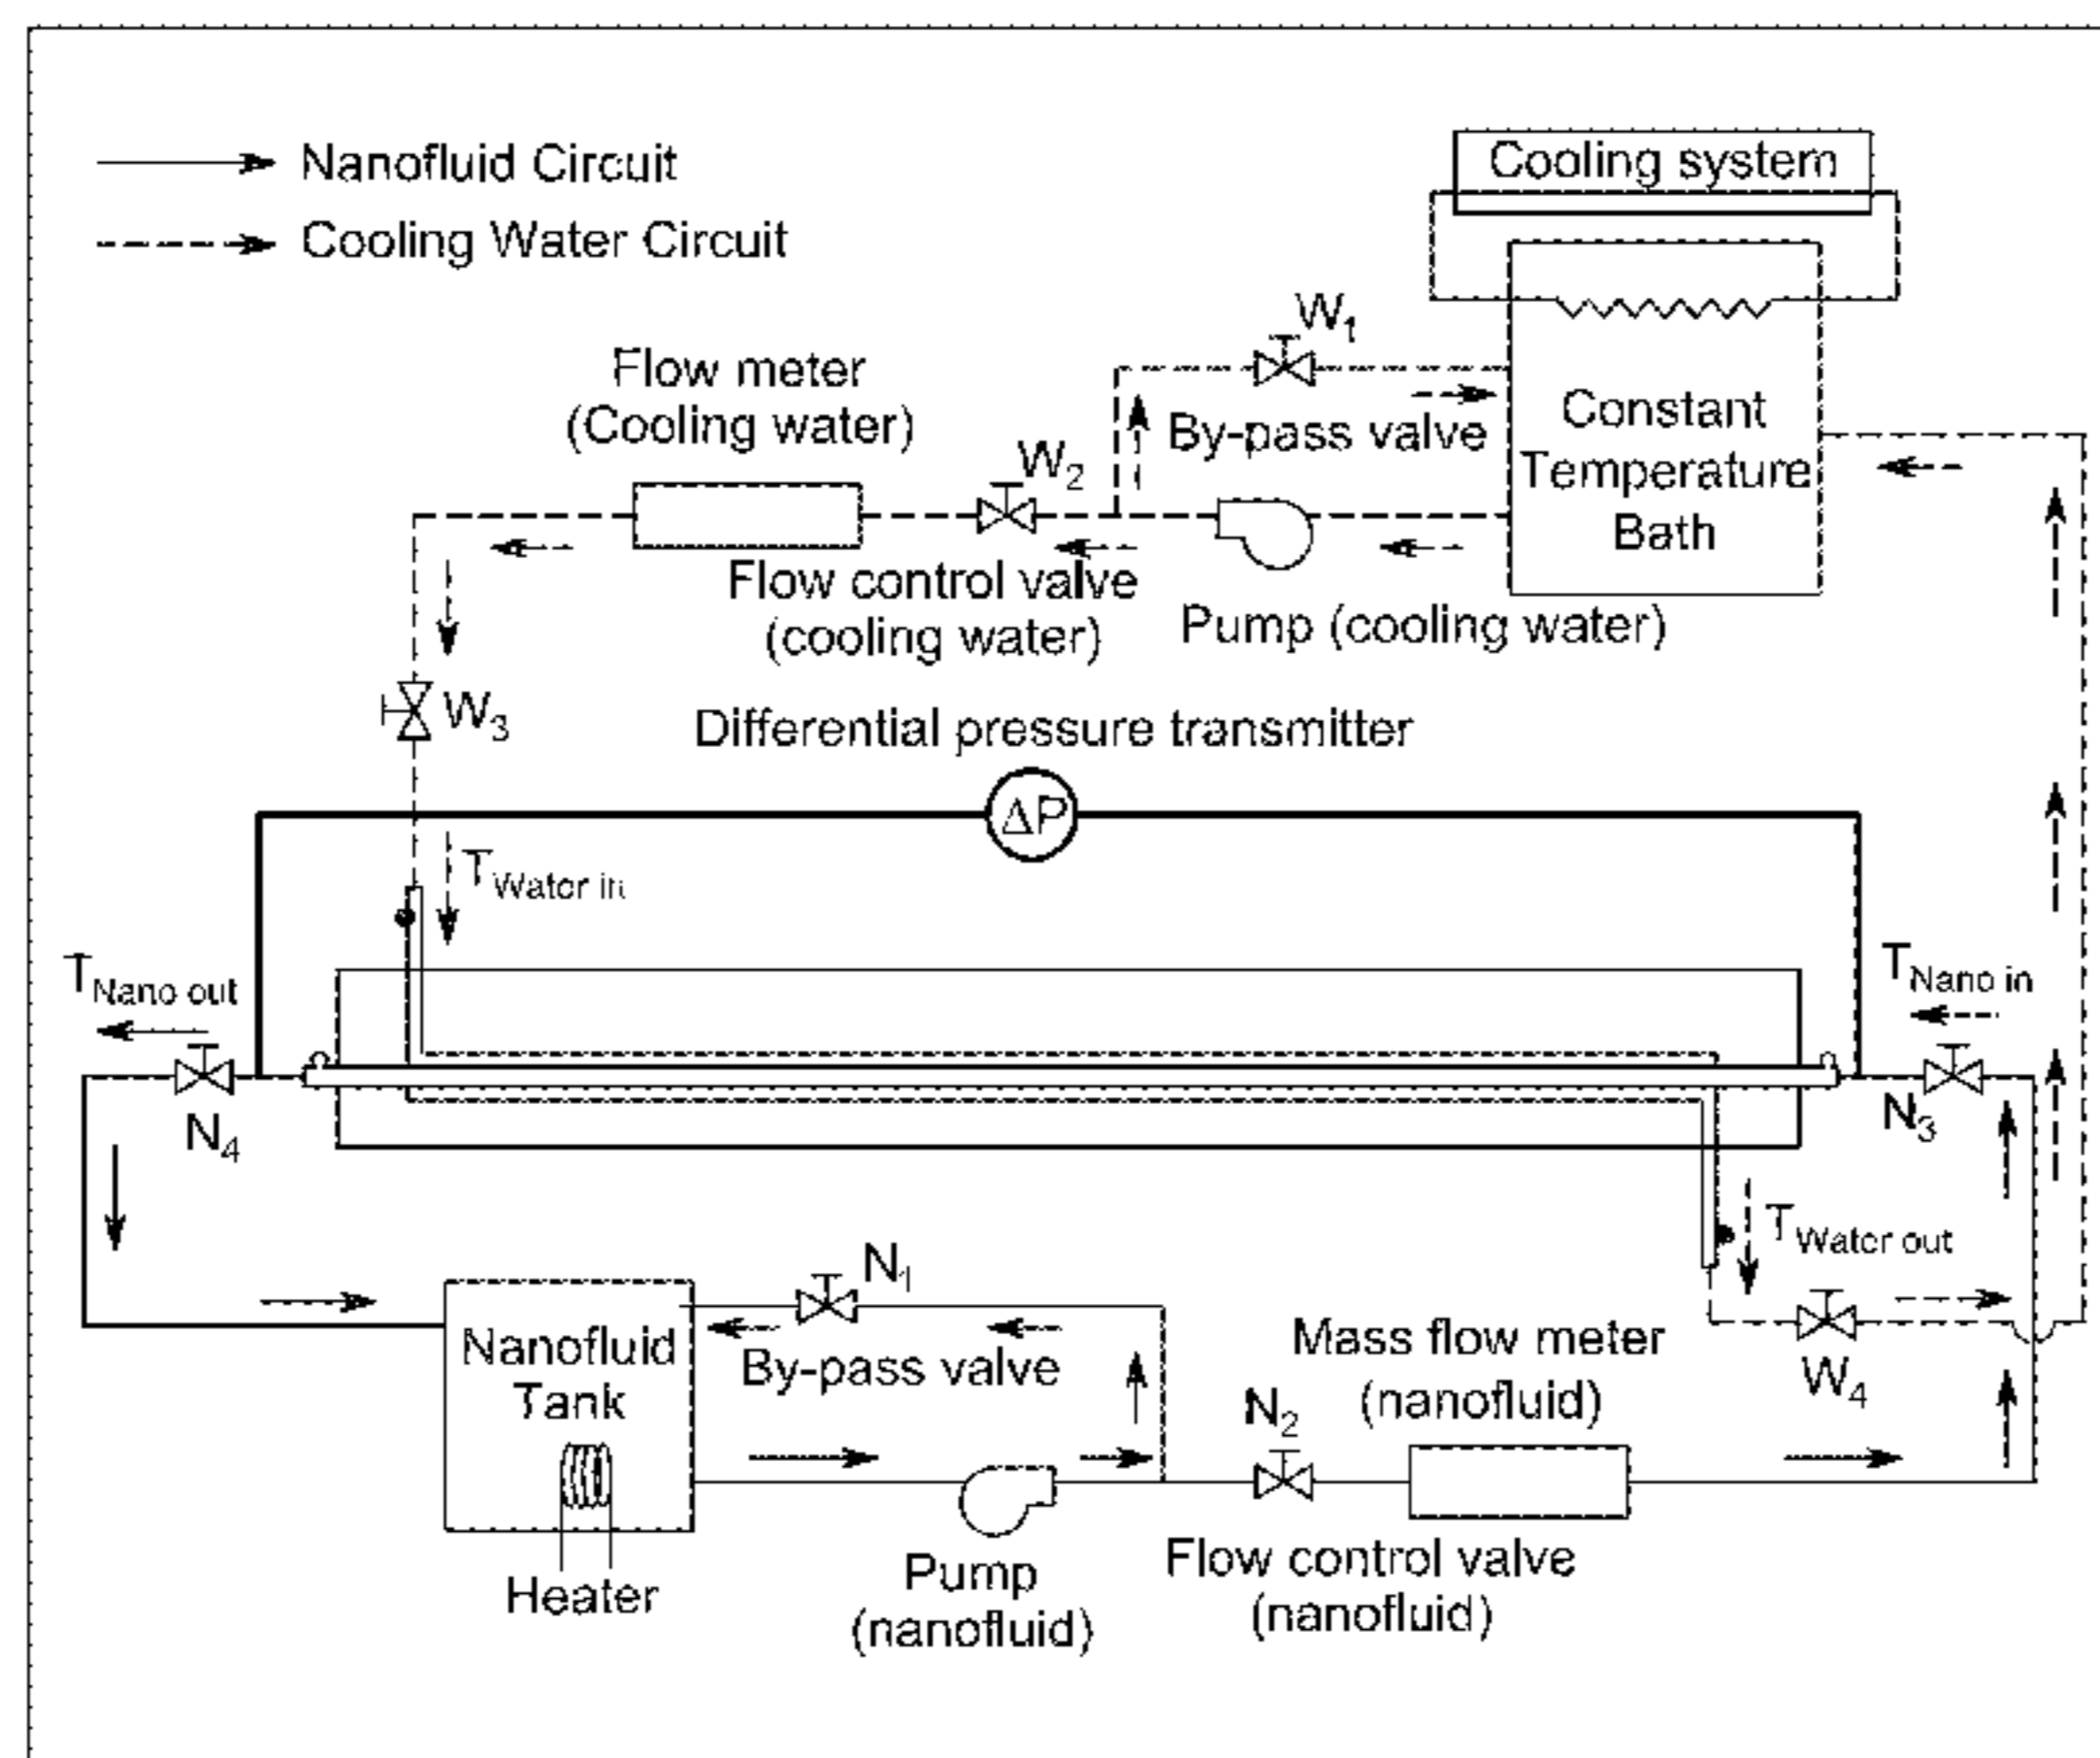 Nanofluid Circuit
Cooling Water Circuit
Cooling system
W1
Flow meter
(Cooling water)
By-pass valve
Constant
Temperature
Bath
W2
Flow control valve
(cooling water)
Pump (cooling water)
W3
Differential pressure transmitter
ΔP
TWater in
TNano out
TNano in
N4
N3
TWater out
N1
Nanofluid
Tank
By-pass valve
Mass flow meter
(nanofluid)
W4
N2
Heater
Pump
(nanofluid)
Flow control valve
(nanofluid)